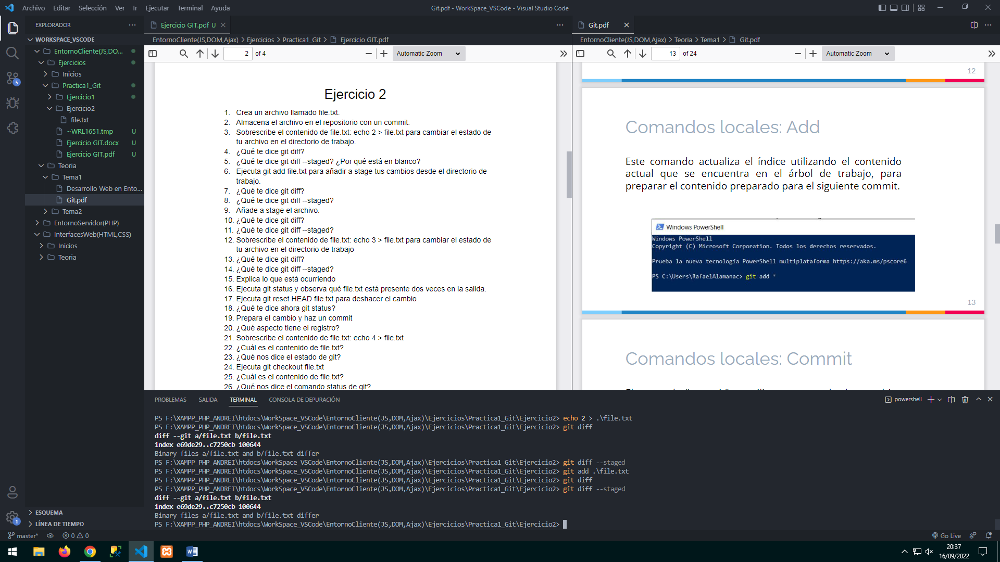 Archivo Editar Selección Ver Ir Ejecutar Terminal Ayuda
Git.pdf - WorkSpace_VSCode - Visual Studio Code
EXPLORADOR
WORKSPACE_VSCODE
EntornoCliente(JS,DO...
Ejercicios
Inicios
Practica1_Git
Ejercicio1
Ejercicio2
file.txt
~WRL1651.tmp U
Ejercicio GIT.docx U
Ejercicio GIT.pdf U
Teoria
Tema1
Desarrollo Web en Ento...
Git.pdf
Tema2
EntornoServidor(PHP)
InterfacesWeb(HTML,CSS)
Inicios
Teoria
ESQUEMA
LÍNEA DE TIEMPO
5
1
Ejercicio GIT.pdf U
EntornoCliente(JS,DOM,Ajax) > Ejercicios > Practica1_Git > Ejercicio GIT.pdf
2 of 4
Automatic Zoom
Ejercicio 2
1. Crea un archivo llamado file.txt.
2. Almacena el archivo en el repositorio con un commit.
3. Sobrescribe el contenido de file.txt: echo 2 > file.txt para cambiar el estado de
tu archivo en el directorio de trabajo.
4. ¿Qué te dice git diff?
5. ¿Qué te dice git diff --staged? ¿Por qué está en blanco?
6. Ejecuta git add file.txt para añadir a stage tus cambios desde el directorio de
trabajo.
7. ¿Qué te dice git diff?
8. ¿Qué te dice git diff --staged?
9. Añade a stage el archivo.
10. ¿Qué te dice git diff?
11. ¿Qué te dice git diff --staged?
12. Sobrescribe el contenido de file.txt: echo 3 > file.txt para cambiar el estado de
tu archivo en el directorio de trabajo
13. ¿Qué te dice git diff?
14. ¿Qué te dice git diff --staged?
15. Explica lo que está ocurriendo
16. Ejecuta git status y observa qué file.txt está presente dos veces en la salida.
17. Ejecuta git reset HEAD file.txt para deshacer el cambio
18. ¿Qué te dice ahora git status?
19. Prepara el cambio y haz un commit
20. ¿Qué aspecto tiene el registro?
21. Sobrescribe el contenido de file.txt: echo 4 > file.txt
22. ¿Cuál es el contenido de file.txt?
23. ¿Qué nos dice el estado de git?
24. Ejecuta git checkout file.txt
25. ¿Cuál es el contenido de file.txt?
26. ¿Qué nos dice el comando status de git?
Git.pdf
EntornoCliente(JS,DOM,Ajax) > Teoria > Tema1 > Git.pdf
13 of 24
Automatic Zoom
12
Comandos locales: Add
Este comando actualiza el índice utilizando el contenido
actual que se encuentra en el árbol de trabajo, para
preparar el contenido preparado para el siguiente commit.
Windows PowerShell
Windows PowerShell
Copyright (C) Microsoft Corporation. Todos los derechos reservados.
Prueba la nueva tecnología PowerShell multiplataforma https://aka.ms/pscore6
PS C:\Users\RafaelAlamanac> git add *
13
Comandos locales: Commit
PROBLEMAS SALIDA TERMINAL CONSOLA DE DEPURACIÓN
powershell
PS F:\XAMPP_PHP_ANDREI\htdocs\WorkSpace_VSCode\EntornoCliente(JS,DOM,Ajax)\Ejercicios\Practica1_Git\Ejercicio2> echo 2 > .\file.txt
PS F:\XAMPP_PHP_ANDREI\htdocs\WorkSpace_VSCode\EntornoCliente(JS,DOM,Ajax)\Ejercicios\Practica1_Git\Ejercicio2> git diff
diff --git a/file.txt b/file.txt
index e69de29..c7250cb 100644
Binary files a/file.txt and b/file.txt differ
PS F:\XAMPP_PHP_ANDREI\htdocs\WorkSpace_VSCode\EntornoCliente(JS,DOM,Ajax)\Ejercicios\Practica1_Git\Ejercicio2> git diff --staged
PS F:\XAMPP_PHP_ANDREI\htdocs\WorkSpace_VSCode\EntornoCliente(JS,DOM,Ajax)\Ejercicios\Practica1_Git\Ejercicio2> git add .\file.txt
PS F:\XAMPP_PHP_ANDREI\htdocs\WorkSpace_VSCode\EntornoCliente(JS,DOM,Ajax)\Ejercicios\Practica1_Git\Ejercicio2> git diff
PS F:\XAMPP_PHP_ANDREI\htdocs\WorkSpace_VSCode\EntornoCliente(JS,DOM,Ajax)\Ejercicios\Practica1_Git\Ejercicio2> git diff --staged
diff --git a/file.txt b/file.txt
index e69de29..c7250cb 100644
Binary files a/file.txt and b/file.txt differ
PS F:\XAMPP_PHP_ANDREI\htdocs\WorkSpace_VSCode\EntornoCliente(JS,DOM,Ajax)\Ejercicios\Practica1_Git\Ejercicio2>
master* 0 0
Go Live
20:37
16/09/2022